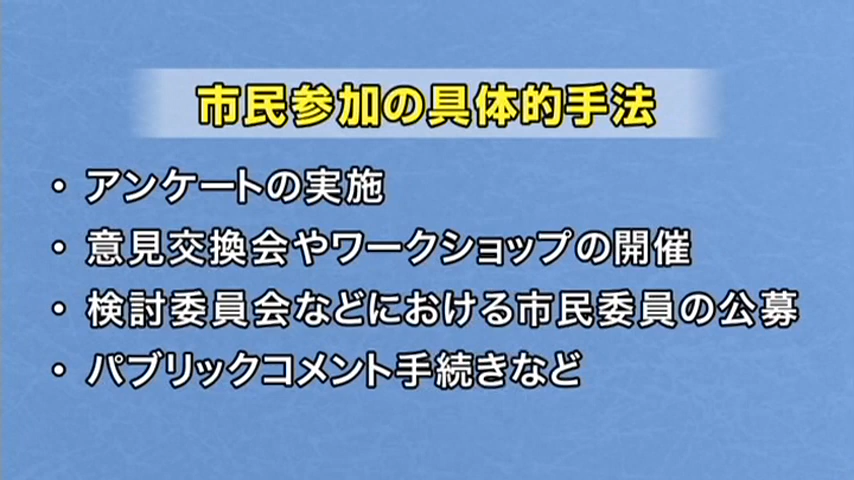 市民参加の具体的手法
・アンケートの実施
・意見交換会やワークショップの開催
・検討委員会などにおける市民委員の公募
・パブリックコメント手続きなど